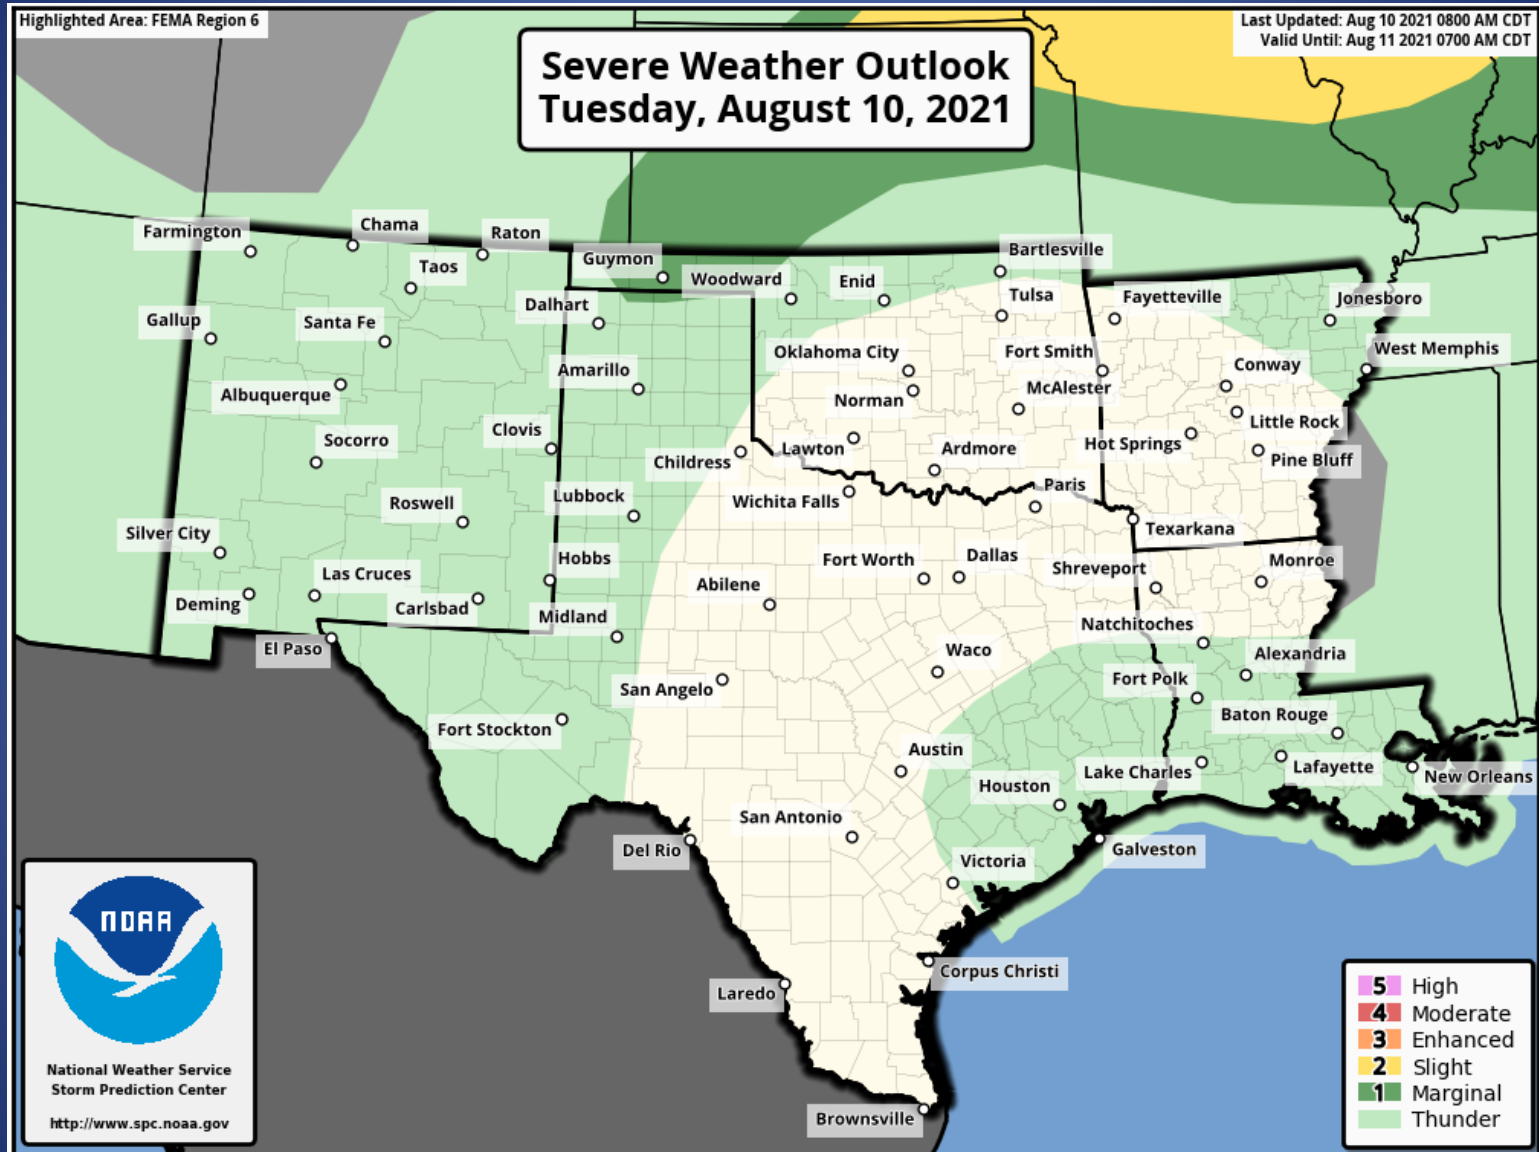 Highlighted Area: FEMA Region 6
Last Updated: Aug 10 2021 0800 AM CDT
Valid Until: Aug 11 2021 0700 AM CDT
Severe Weather Outlook
Tuesday, August 10, 2021
Farmington
Chama
Raton
Taos
Guymon
Woodward
Enid
Bartlesville
Tulsa
Fayetteville
Jonesboro
Gallup
Santa Fe
Dalhart
Oklahoma City
Fort Smith
West Memphis
Albuquerque
Amarillo
Norman
McAlester
Conway
Little Rock
Socorro
Clovis
Childress
Lawton
Ardmore
Hot Springs
Pine Bluff
Roswell
Lubbock
Wichita Falls
Paris
Texarkana
Silver City
Hobbs
Fort Worth
Dallas
Shreveport
Monroe
Las Cruces
Abilene
Deming
Carlsbad
Midland
Natchitoches
El Paso
Waco
Alexandria
San Angelo
Fort Polk
Fort Stockton
Baton Rouge
Austin
Lake Charles
Lafayette
New Orleans
Houston
San Antonio
Del Rio
Victoria
Galveston
Corpus Christi
Laredo
Brownsville
NOAA
National Weather Service
Storm Prediction Center
http://www.spc.noaa.gov
5 High
4 Moderate
3 Enhanced
2 Slight
1 Marginal
Thunder